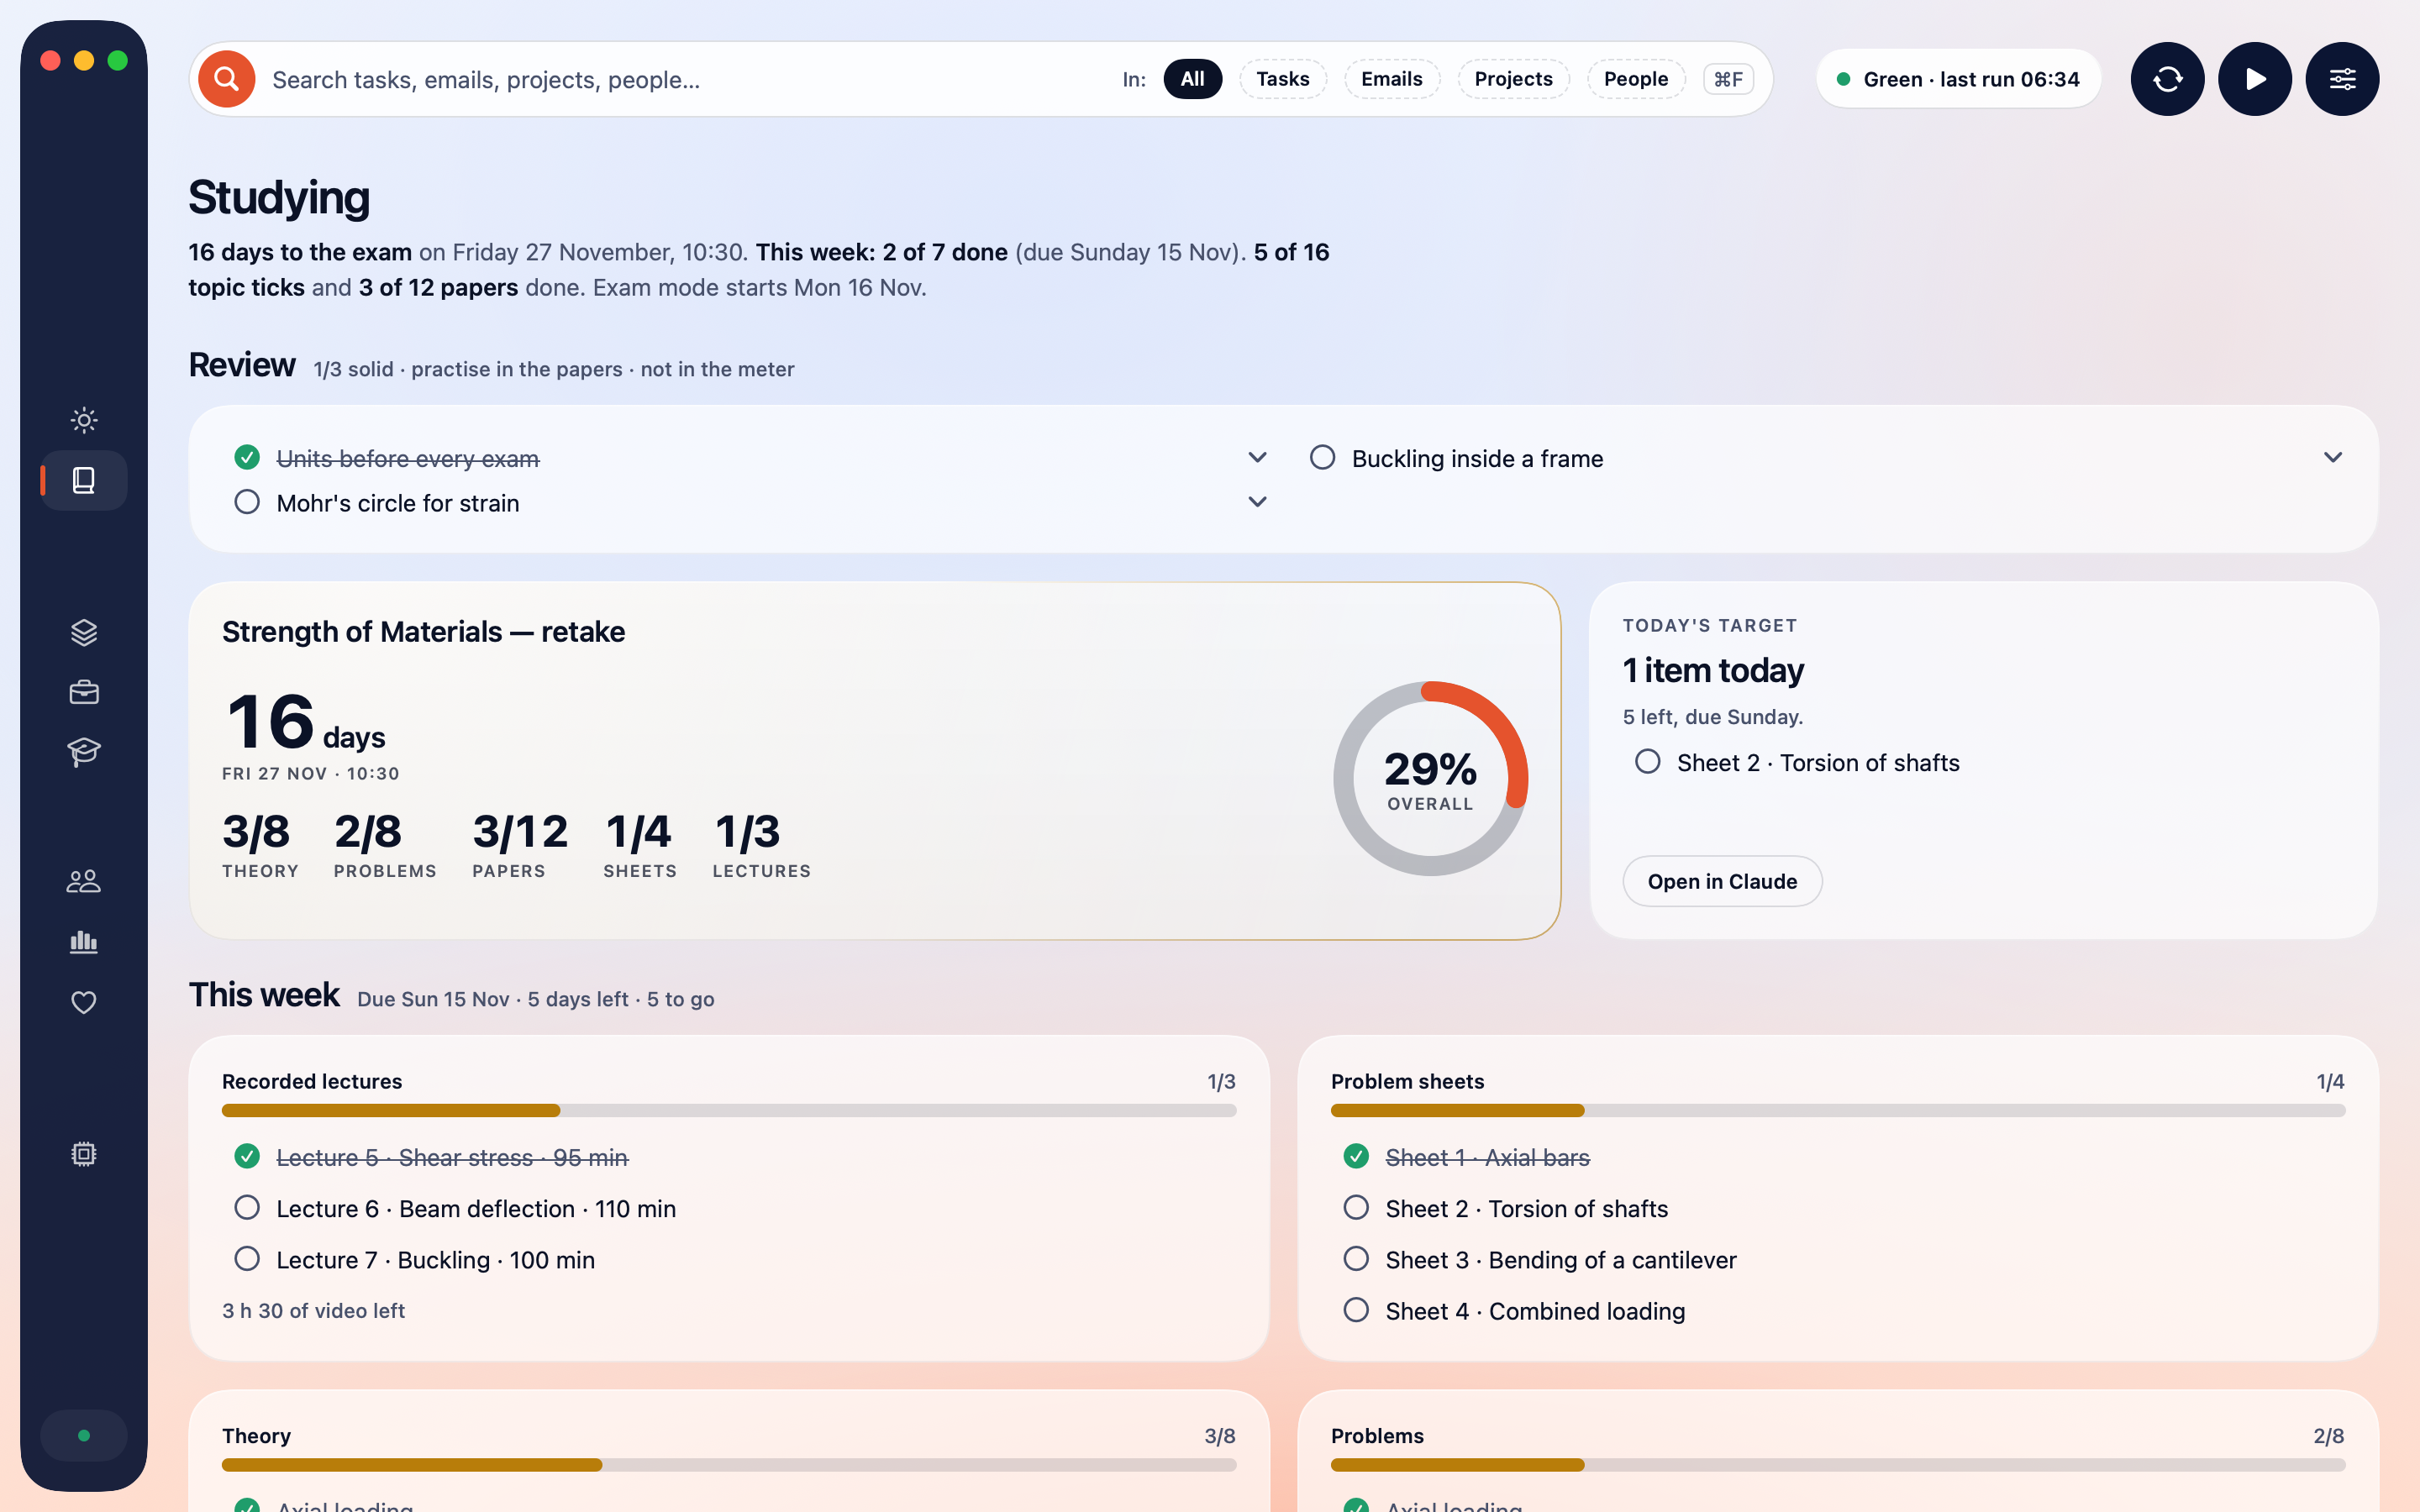 Search tasks, emails, projects, people...
In: All Tasks Emails Projects People ⌘F
Green · last run 06:34
Studying
16 days to the exam on Friday 27 November, 10:30. This week: 2 of 7 done (due Sunday 15 Nov). 5 of 16
topic ticks and 3 of 12 papers done. Exam mode starts Mon 16 Nov.
Review 1/3 solid · practise in the papers · not in the meter
Units before every exam
Buckling inside a frame
Mohr's circle for strain
Strength of Materials — retake
16 days
FRI 27 NOV · 10:30
3/8 2/8 3/12 1/4 1/3
THEORY PROBLEMS PAPERS SHEETS LECTURES
29%
OVERALL
TODAY'S TARGET
1 item today
5 left, due Sunday.
Sheet 2 · Torsion of shafts
Open in Claude
This week Due Sun 15 Nov · 5 days left · 5 to go
Recorded lectures 1/3
Lecture 5 · Shear stress · 95 min
Lecture 6 · Beam deflection · 110 min
Lecture 7 · Buckling · 100 min
3 h 30 of video left
Problem sheets 1/4
Sheet 1 · Axial bars
Sheet 2 · Torsion of shafts
Sheet 3 · Bending of a cantilever
Sheet 4 · Combined loading
Theory 3/8
Axial loading
Problems 2/8
Axial loading